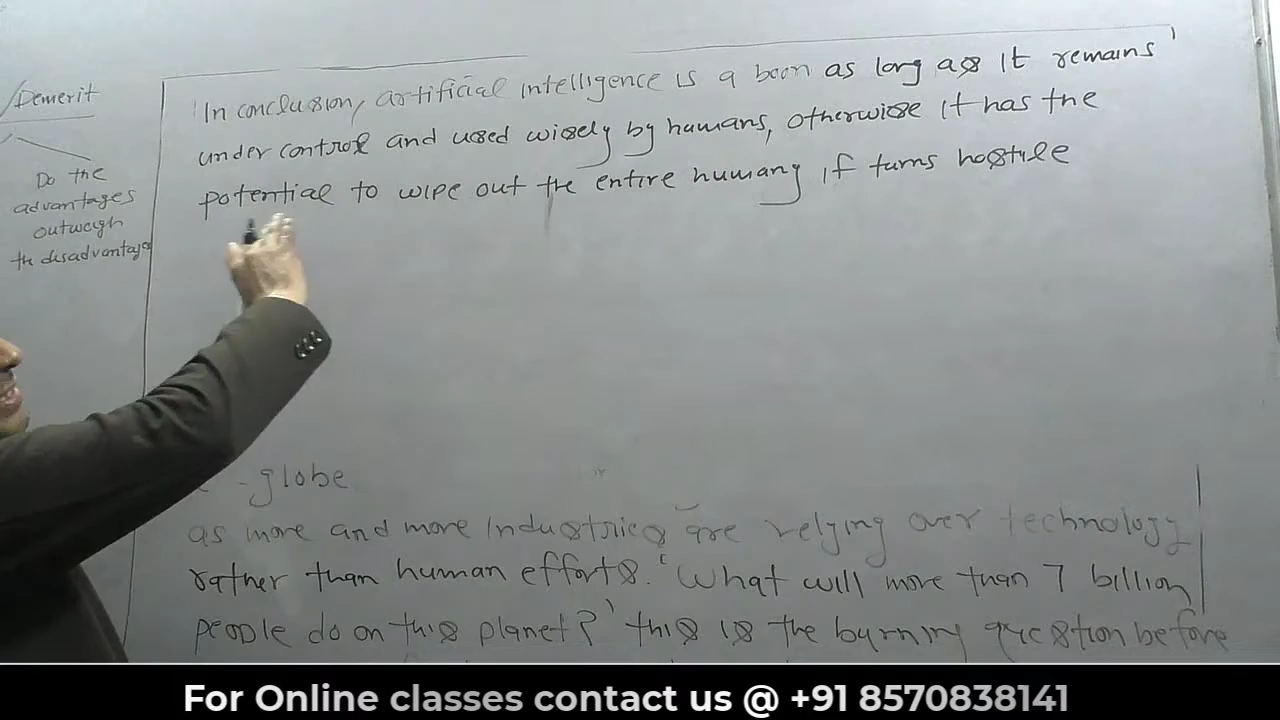 Demerit
Do the
advantages
outweigh
the disadvantage
In conclusion, artificial intelligence is a boon as long as it remains
under control and used wisely by humans, otherwise it has the
potential to wipe out the entire humany if turns hostile
globe
as more and more industries are relying over technology
rather than human efforts. 'What will more than 7 billion
people do on this planet?' this is the burning question before
For Online classes contact us @ +91 8570838141